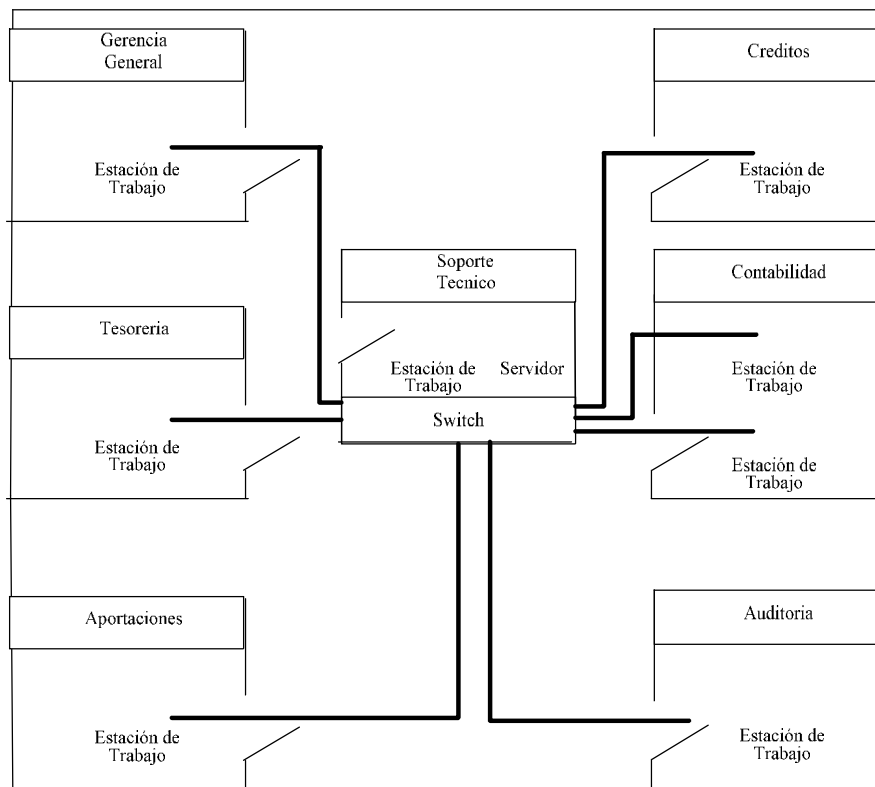 Gerencia
General
Creditos
Estación de
Trabajo
Estación de
Trabajo
Soporte
Tecnico
Contabilidad
Tesoreria
Estación de
Trabajo
Servidor
Estación de
Trabajo
Switch
Estación de
Trabajo
Estación de
Trabajo
Aportaciones
Auditoria
Estación de
Trabajo
Estación de
Trabajo